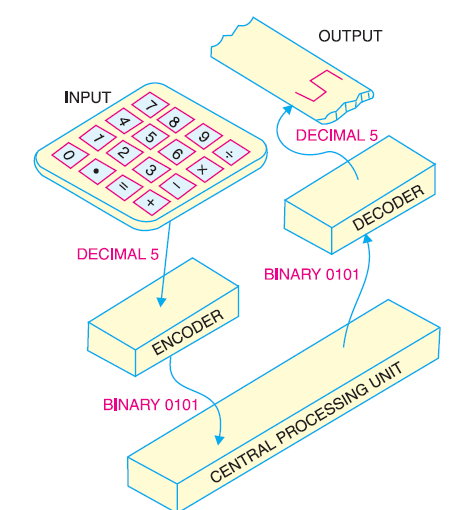 OUTPUT
INPUT
7
4 8
1 5 9
0 2 6 ÷
• 3 ×
= −
+
DECIMAL 5
DECIMAL 5
DECODER
BINARY 0101
ENCODER
BINARY 0101
CENTRAL PROCESSING UNIT
5